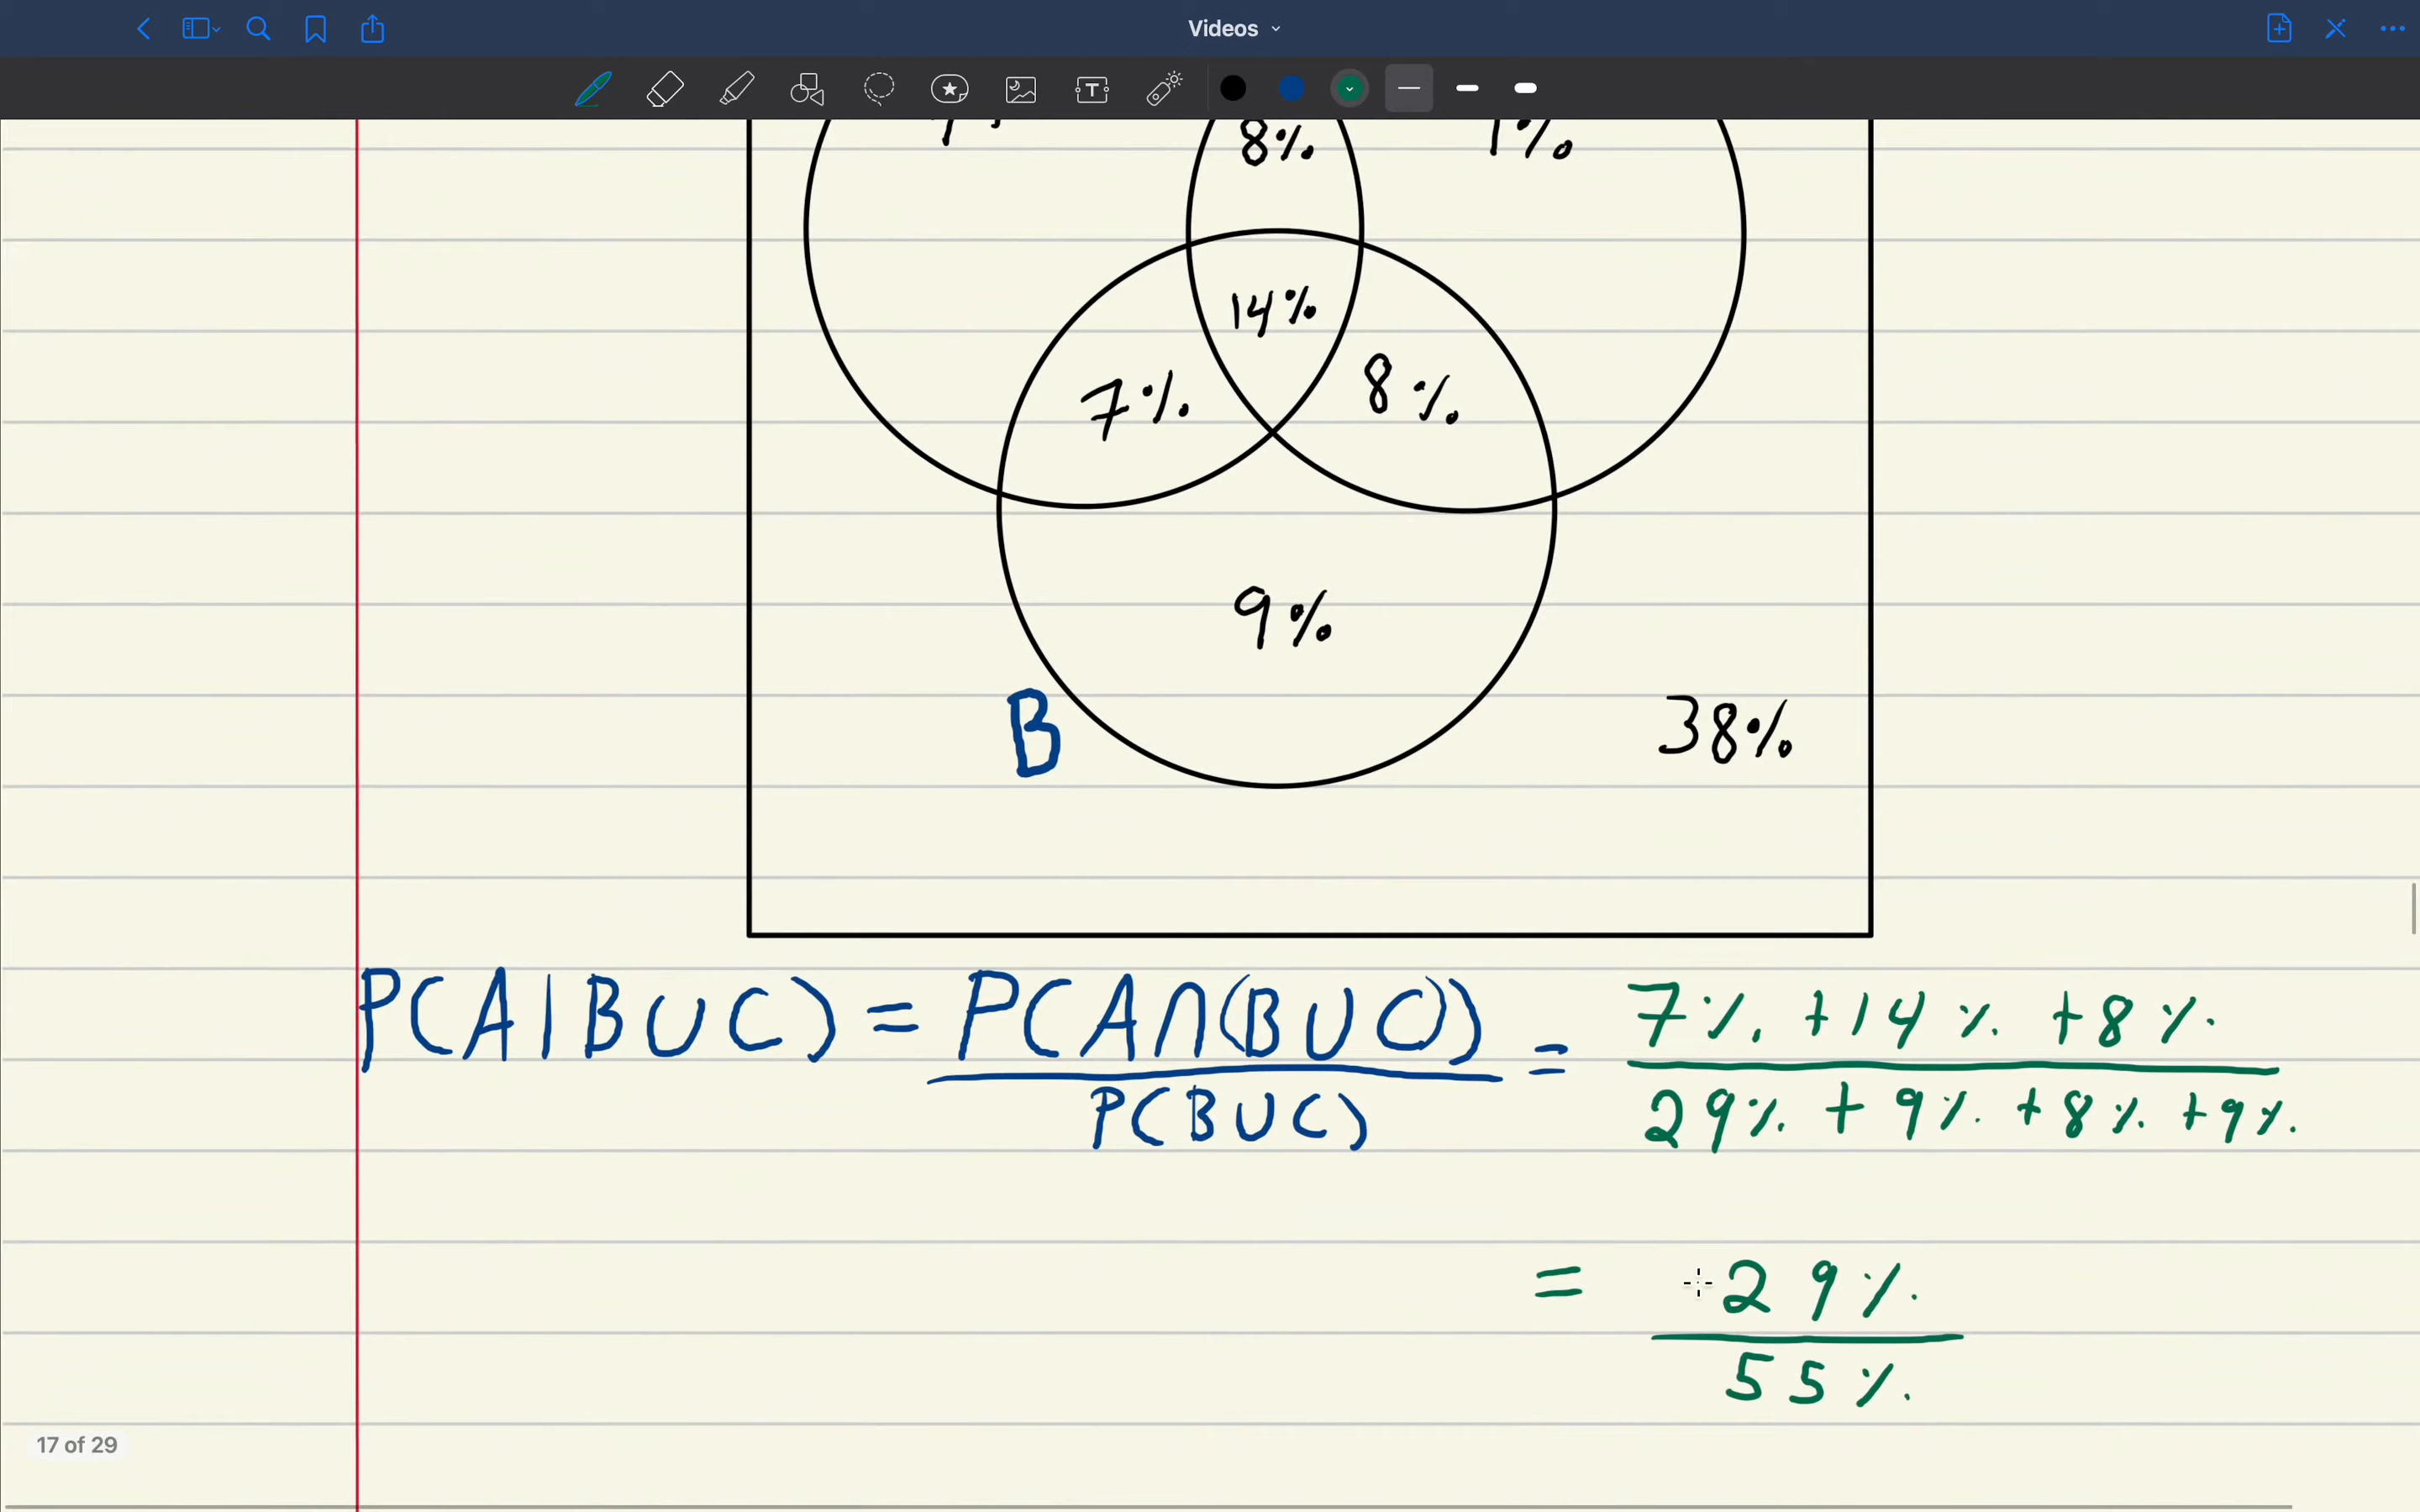 Videos
T
8%
14%
7%
8%
9%
B
38%
P(A|B∪C) = P(A∩(B∪C)) = 7% + 14% + 8%
P(B∪C) 29% + 9% + 8% + 9%
= 29%
55%
17 of 29